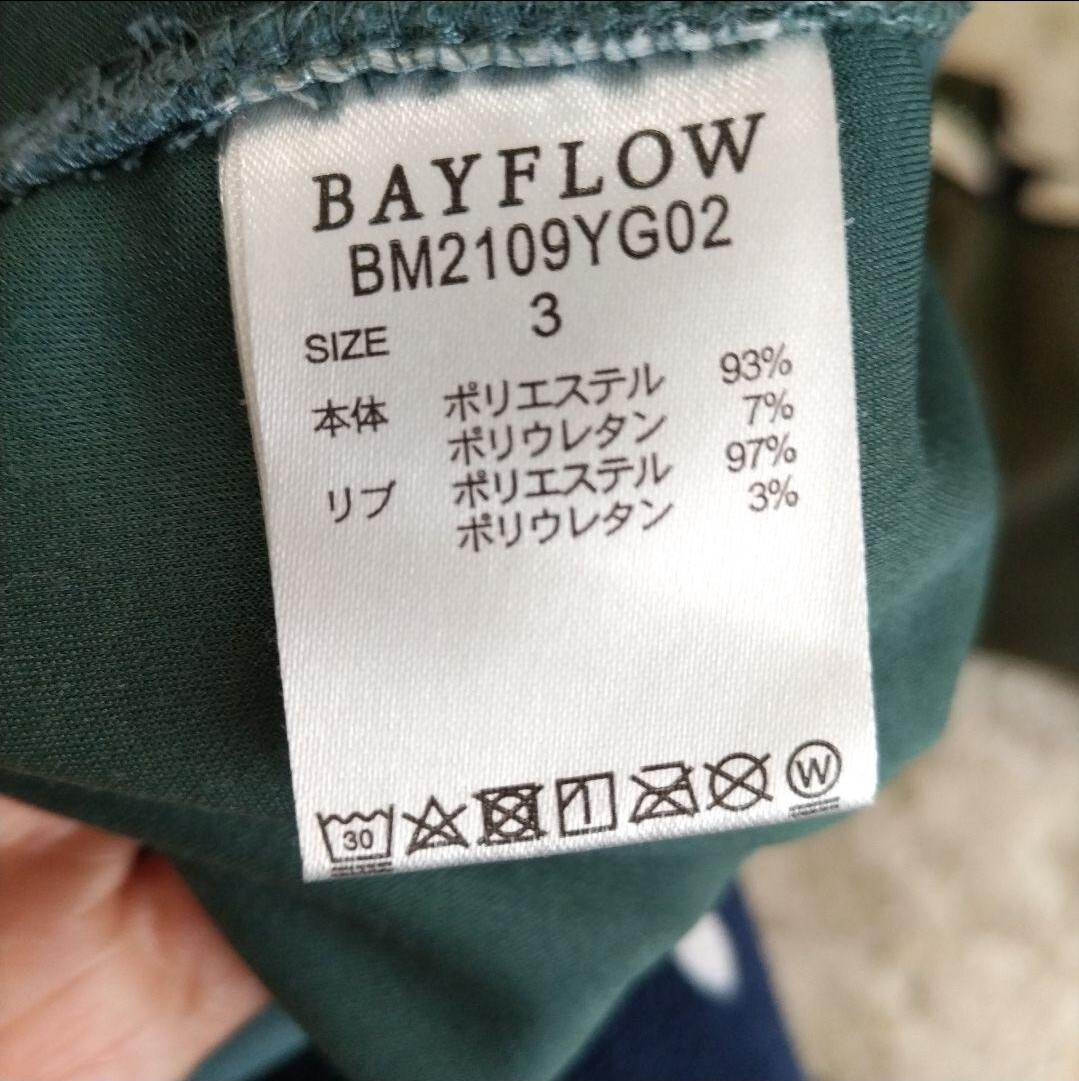 BAYFLOW
BM2109YG02
SIZE 3
本体 ポリエステル 93%
ポリウレタン 7%
リブ ポリエステル 97%
ポリウレタン 3%
30 W